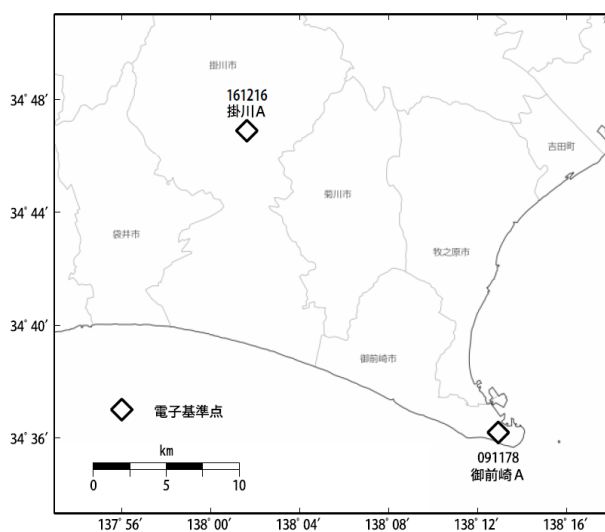 掛川市
34° 48'
161216
掛川A
吉田町
菊川市
34° 44'
袋井市
牧之原市
34° 40'
御前崎市
電子基準点
34° 36'
km
091178
御前崎A
0 5 10
137° 56' 138° 00' 138° 04' 138° 08' 138° 12' 138° 16'